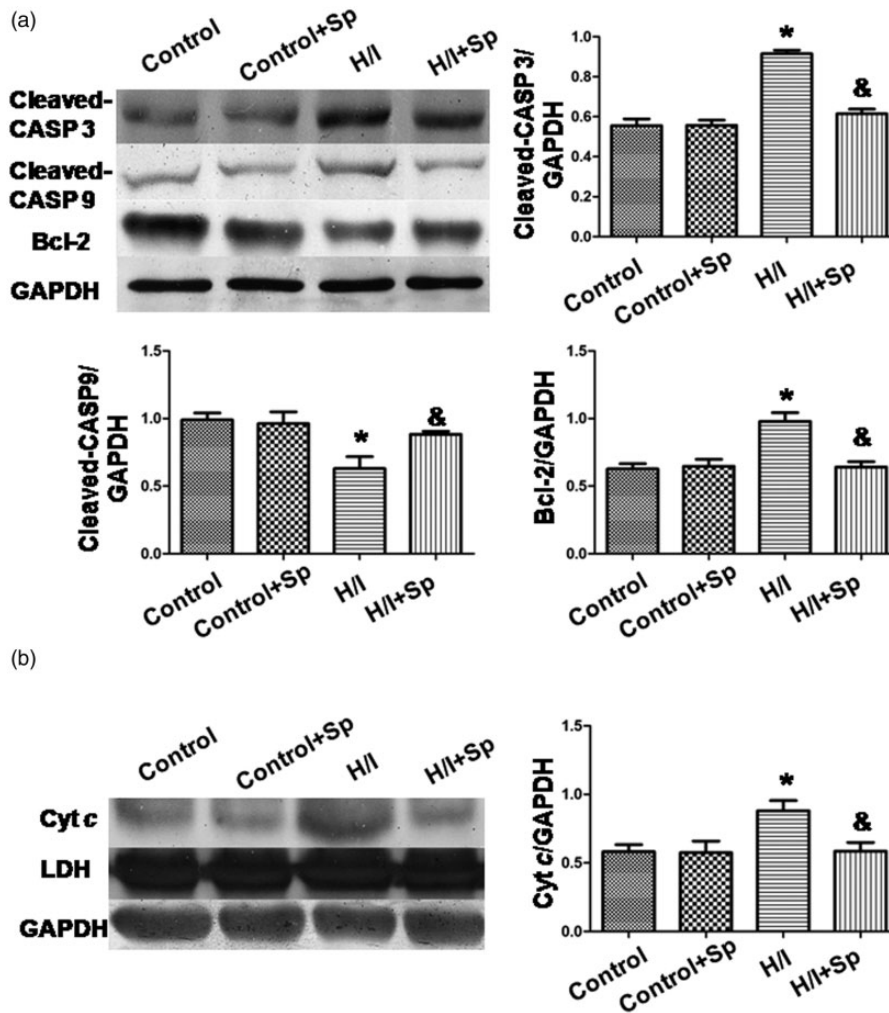 (a)
Control
Control+Sp
H/I
H/I+Sp
Cleaved-
CASP 3
Cleaved-
CASP 9
Bcl-2
GAPDH
Cleaved-CASP 3/
GAPDH
1.0
0.8
0.6
0.4
0.2
0.0
*
&
Control
Control+Sp
H/I
H/I+Sp
Cleaved-CASP9/
GAPDH
1.5
1.0
0.5
0.0
*
&
Control
Control+Sp
H/I
H/I+Sp
Bcl-2/GAPDH
1.5
1.0
0.5
0.0
*
&
Control
Control+Sp
H/I
H/I+Sp
(b)
Control
Control+Sp
H/I
H/I+Sp
Cyt c
LDH
GAPDH
Cyt c/GAPDH
1.5
1.0
0.5
0.0
*
&
Control
Control+Sp
H/I
H/I+Sp